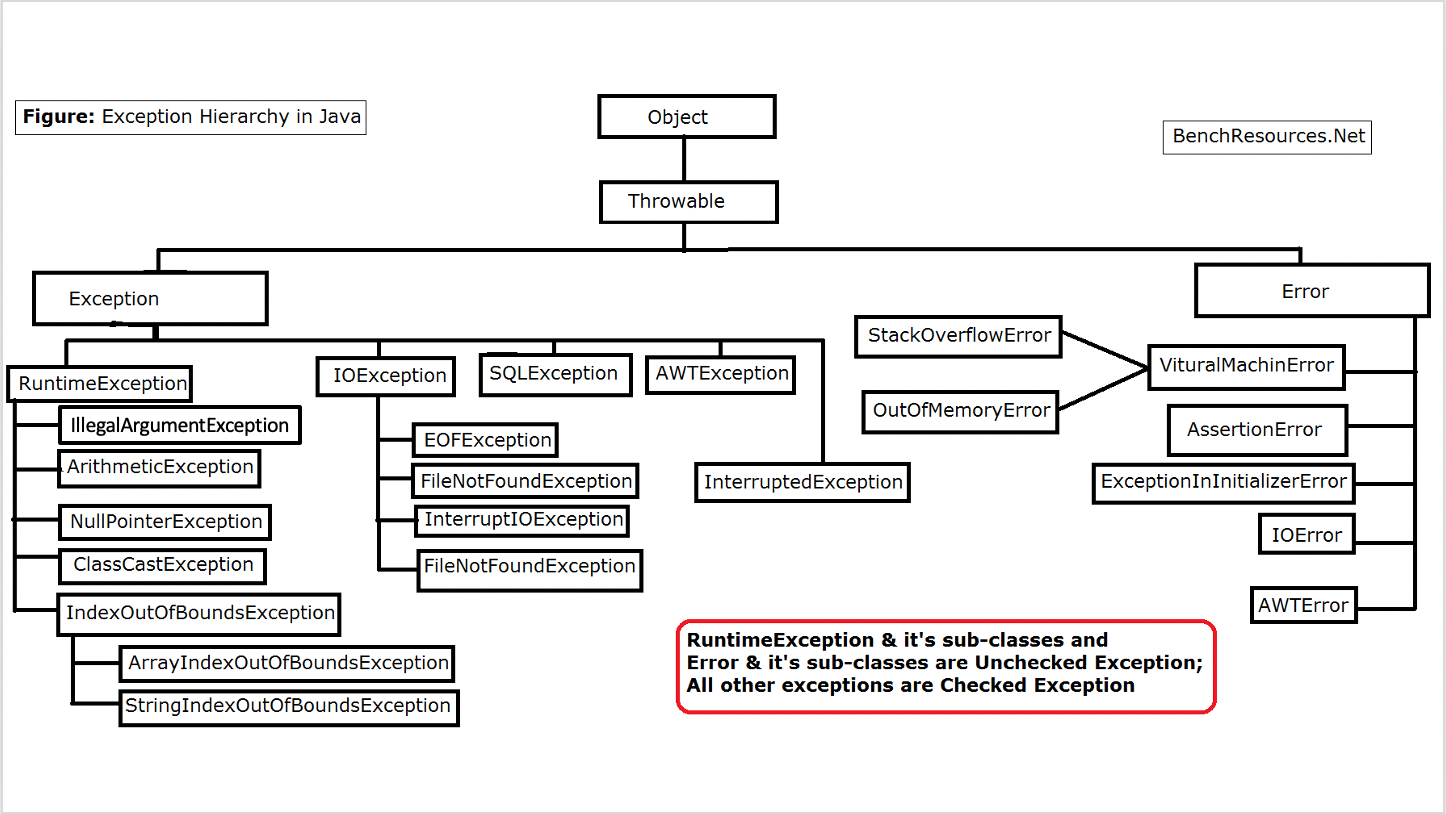 Figure: Exception Hierarchy in Java
Object
BenchResources.Net
Throwable
Exception
Error
RuntimeException
IllegalArgumentException
ArithmeticException
NullPointerException
ClassCastException
IndexOutOfBoundsException
ArrayIndexOutOfBoundsException
StringIndexOutOfBoundsException
IOException
EOFException
FileNotFoundException
InterruptIOException
FileNotFoundException
SQLException
AWTException
InterruptedException
StackOverflowError
OutOfMemoryError
VituralMachinError
AssertionError
ExceptionInInitializerError
IOError
AWTError
RuntimeException & it's sub-classes and
Error & it's sub-classes are Unchecked Exception;
All other exceptions are Checked Exception